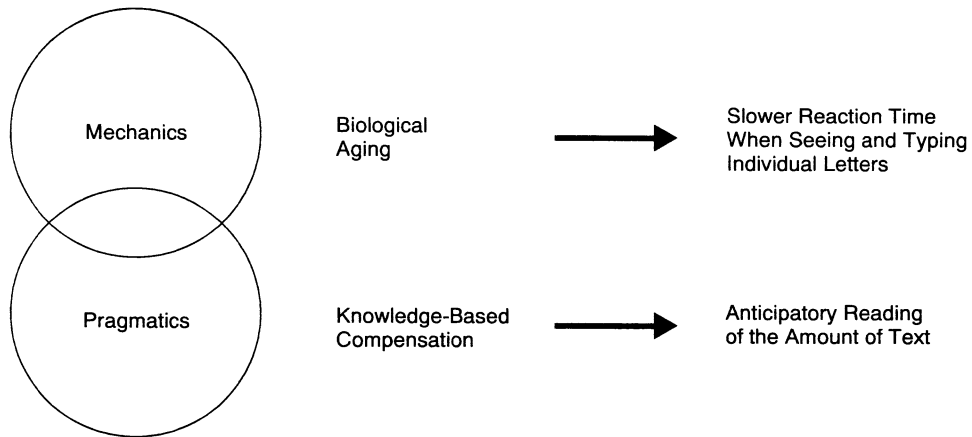 Mechanics
Biological
Aging
Slower Reaction Time
When Seeing and Typing
Individual Letters
Pragmatics
Knowledge-Based
Compensation
Anticipatory Reading
of the Amount of Text